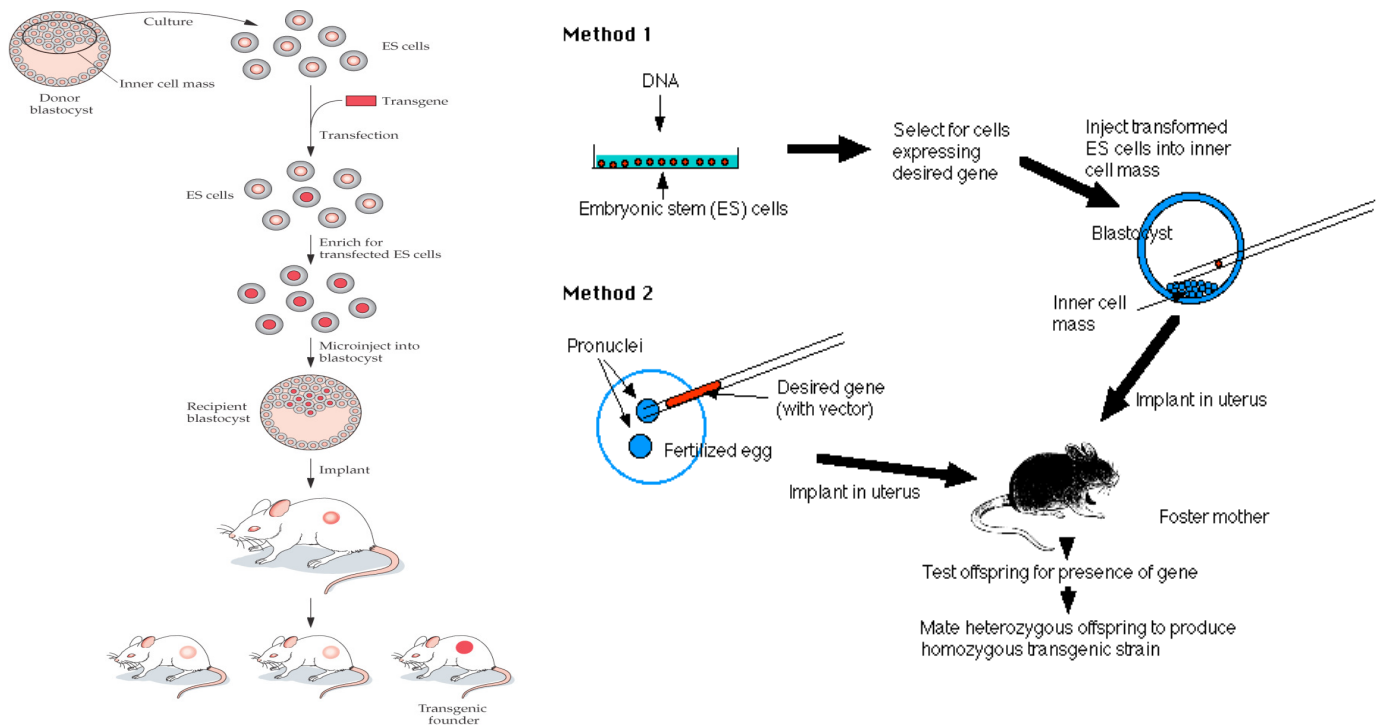 Culture
ES cells
Inner cell mass
Donor
blastocyst
Transgene
Transfection
ES cells
Enrich for
transfected ES cells
Microinject into
blastocyst
Recipient
blastocyst
Implant
Transgenic
founder
Method 1
DNA
Embryonic stem (ES) cells
Select for cells
expressing
desired gene
Inject transformed
ES cells into inner
cell mass
Blastocyst
Inner cell
mass
Implant in uterus
Method 2
Pronuclei
Desired gene
(with vector)
Fertilized egg
Implant in uterus
Foster mother
Test offspring for presence of gene
Mate heterozygous offspring to produce
homozygous transgenic strain